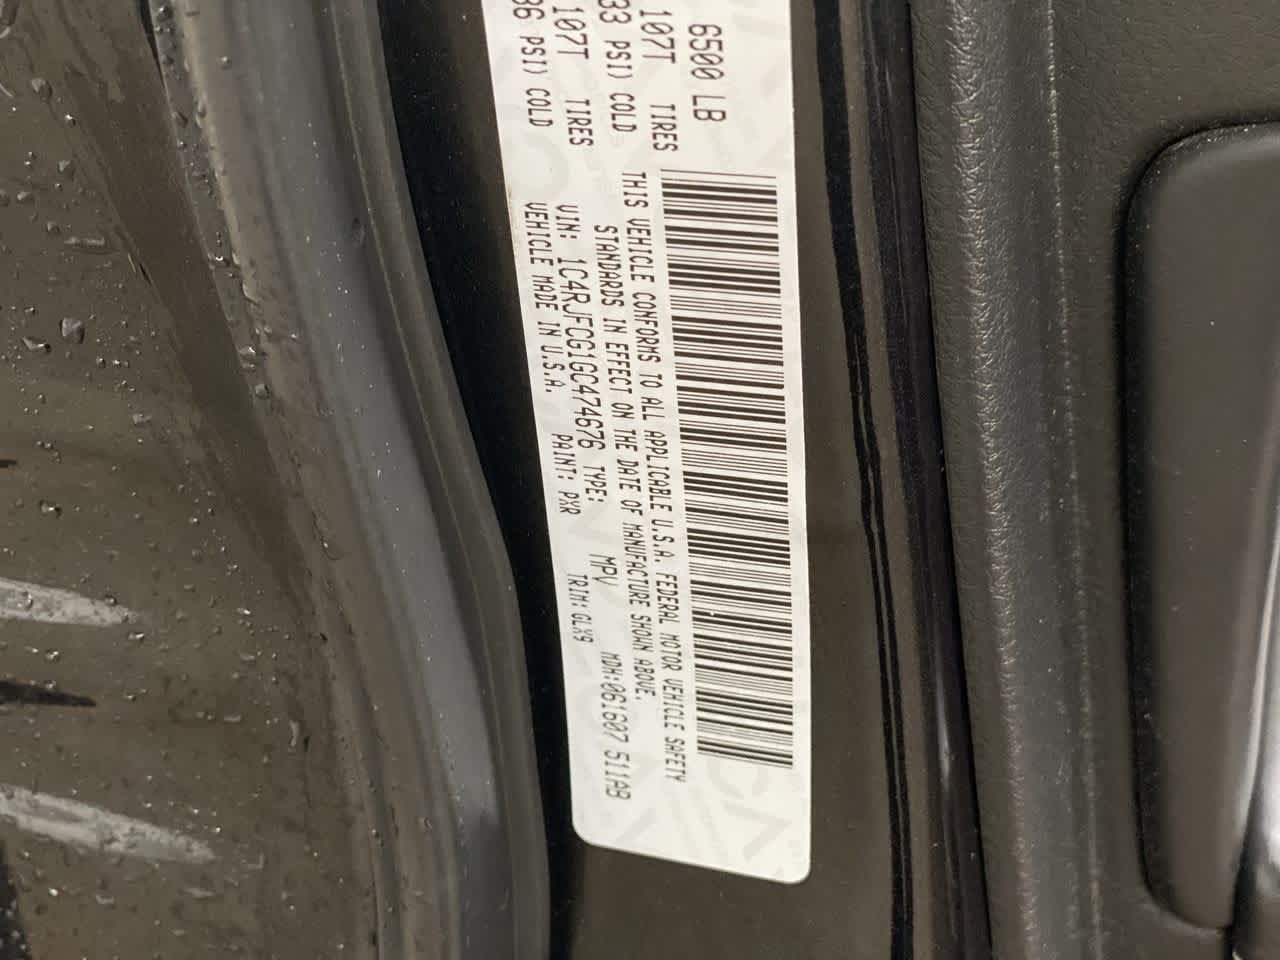 6500 LB
107T TIRES
33 PSI) COLD
107T TIRES
36 PSI) COLD
THIS VEHICLE CONFORMS TO ALL APPLICABLE U.S.A. FEDERAL MOTOR VEHICLE SAFETY
STANDARDS IN EFFECT ON THE DATE OF MANUFACTURE SHOWN ABOVE.
VIN: 1C4RJFCG1GC474676 TYPE: MPV MDH:061607 511AB
VEHICLE MADE IN U.S.A. PAINT: PXR TRIM:GLX9